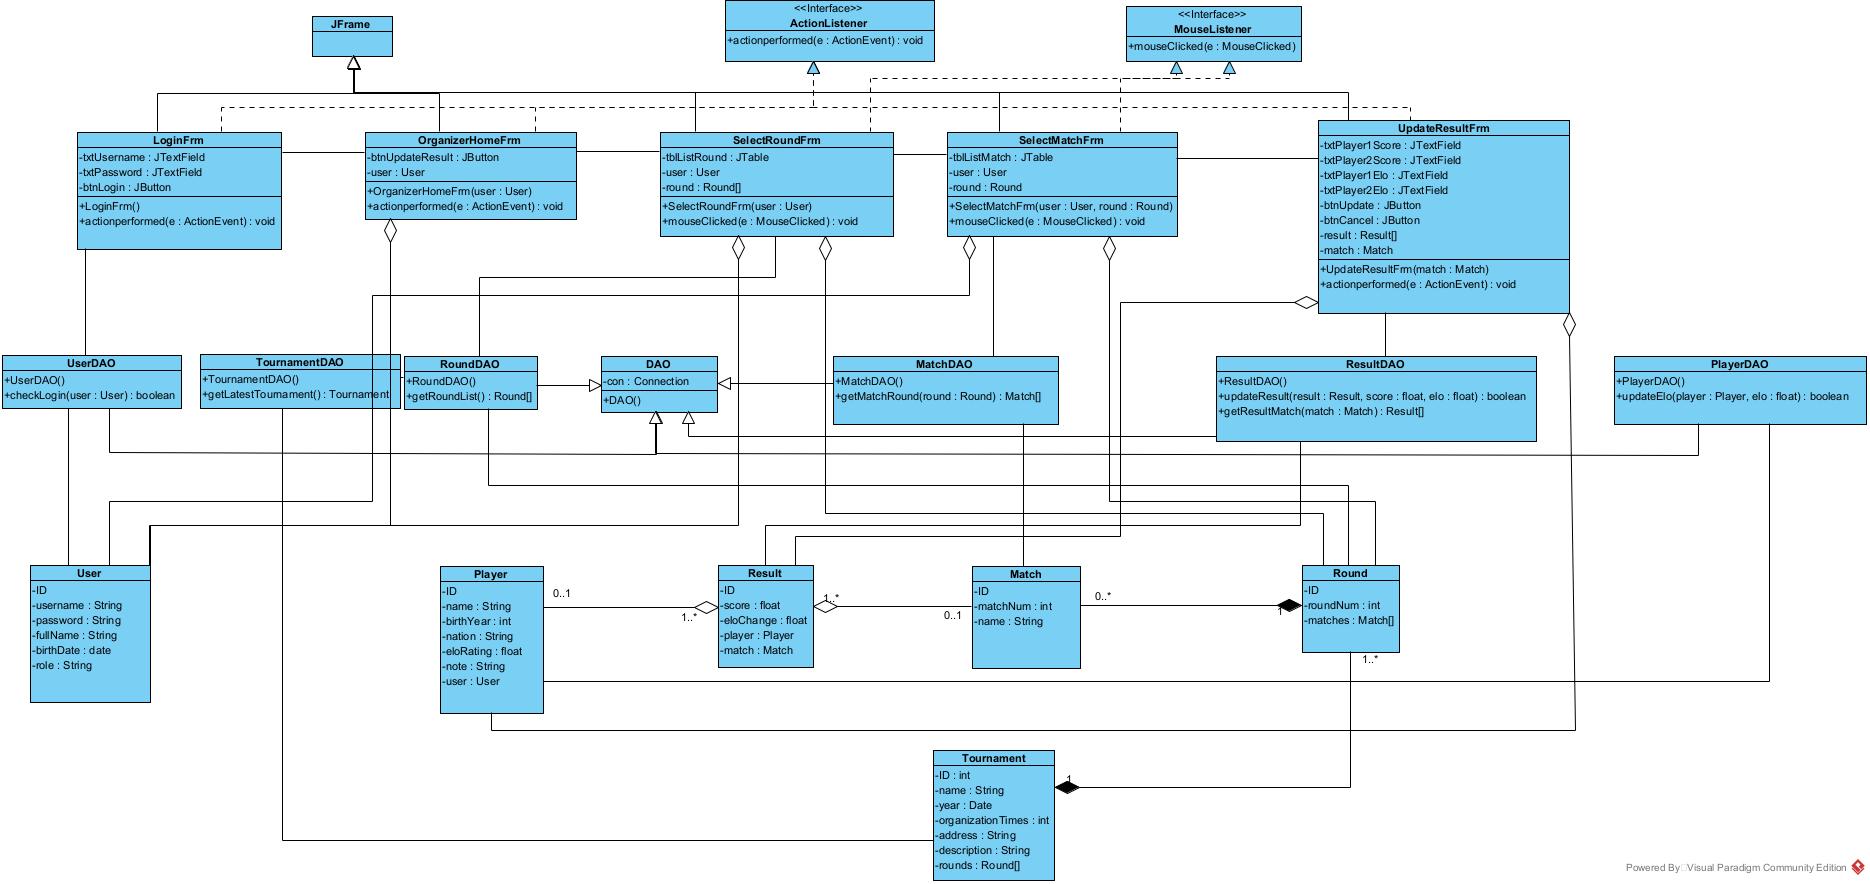 JFrame
<<Interface>>
ActionListener
+actionperformed(e : ActionEvent) : void
<<Interface>>
MouseListener
+mouseClicked(e : MouseClicked)
LoginFrm
-txtUsername : JTextField
-txtPassword : JTextField
-btnLogin : JButton
+LoginFrm()
+actionperformed(e : ActionEvent) : void
OrganizerHomeFrm
-btnUpdateResult : JButton
-user : User
+OrganizerHomeFrm(user : User)
+actionperformed(e : ActionEvent) : void
SelectRoundFrm
-tblListRound : JTable
-user : User
-round : Round[]
+SelectRoundFrm(user : User)
+mouseClicked(e : MouseClicked) : void
SelectMatchFrm
-tblListMatch : JTable
-user : User
-round : Round
+SelectMatchFrm(user : User, round : Round)
+mouseClicked(e : MouseClicked) : void
UpdateResultFrm
-txtPlayer1Score : JTextField
-txtPlayer2Score : JTextField
-txtPlayer1Elo : JTextField
-txtPlayer2Elo : JTextField
-btnUpdate : JButton
-btnCancel : JButton
-result : Result[]
-match : Match
+UpdateResultFrm(match : Match)
+actionperformed(e : ActionEvent) : void
UserDAO
+UserDAO()
+checkLogin(user : User) : boolean
TournamentDAO
+TournamentDAO()
+getLatestTournament() : Tournament
RoundDAO
+RoundDAO()
+getRoundList() : Round[]
DAO
-con : Connection
+DAO()
MatchDAO
+MatchDAO()
+getMatchRound(round : Round) : Match[]
ResultDAO
+ResultDAO()
+updateResult(result : Result, score : float, elo : float) : boolean
+getResultMatch(match : Match) : Result[]
PlayerDAO
+PlayerDAO()
+updateElo(player : Player, elo : float) : boolean
User
-ID
-username : String
-password : String
-fullName : String
-birthDate : date
-role : String
Player
-ID
-name : String
-birthYear : int
-nation : String
-eloRating : float
-note : String
-user : User
0..1
1..*
Result
-ID
-score : float
-eloChange : float
-player : Player
-match : Match
1..*
0..1
Match
-ID
-matchNum : int
-name : String
0..*
1
Round
-ID
-roundNum : int
-matches : Match[]
1..*
Tournament
-ID : int
-name : String
-year : Date
-organizationTimes : int
-address : String
-description : String
-rounds : Round[]
1
Powered By Visual Paradigm Community Edition